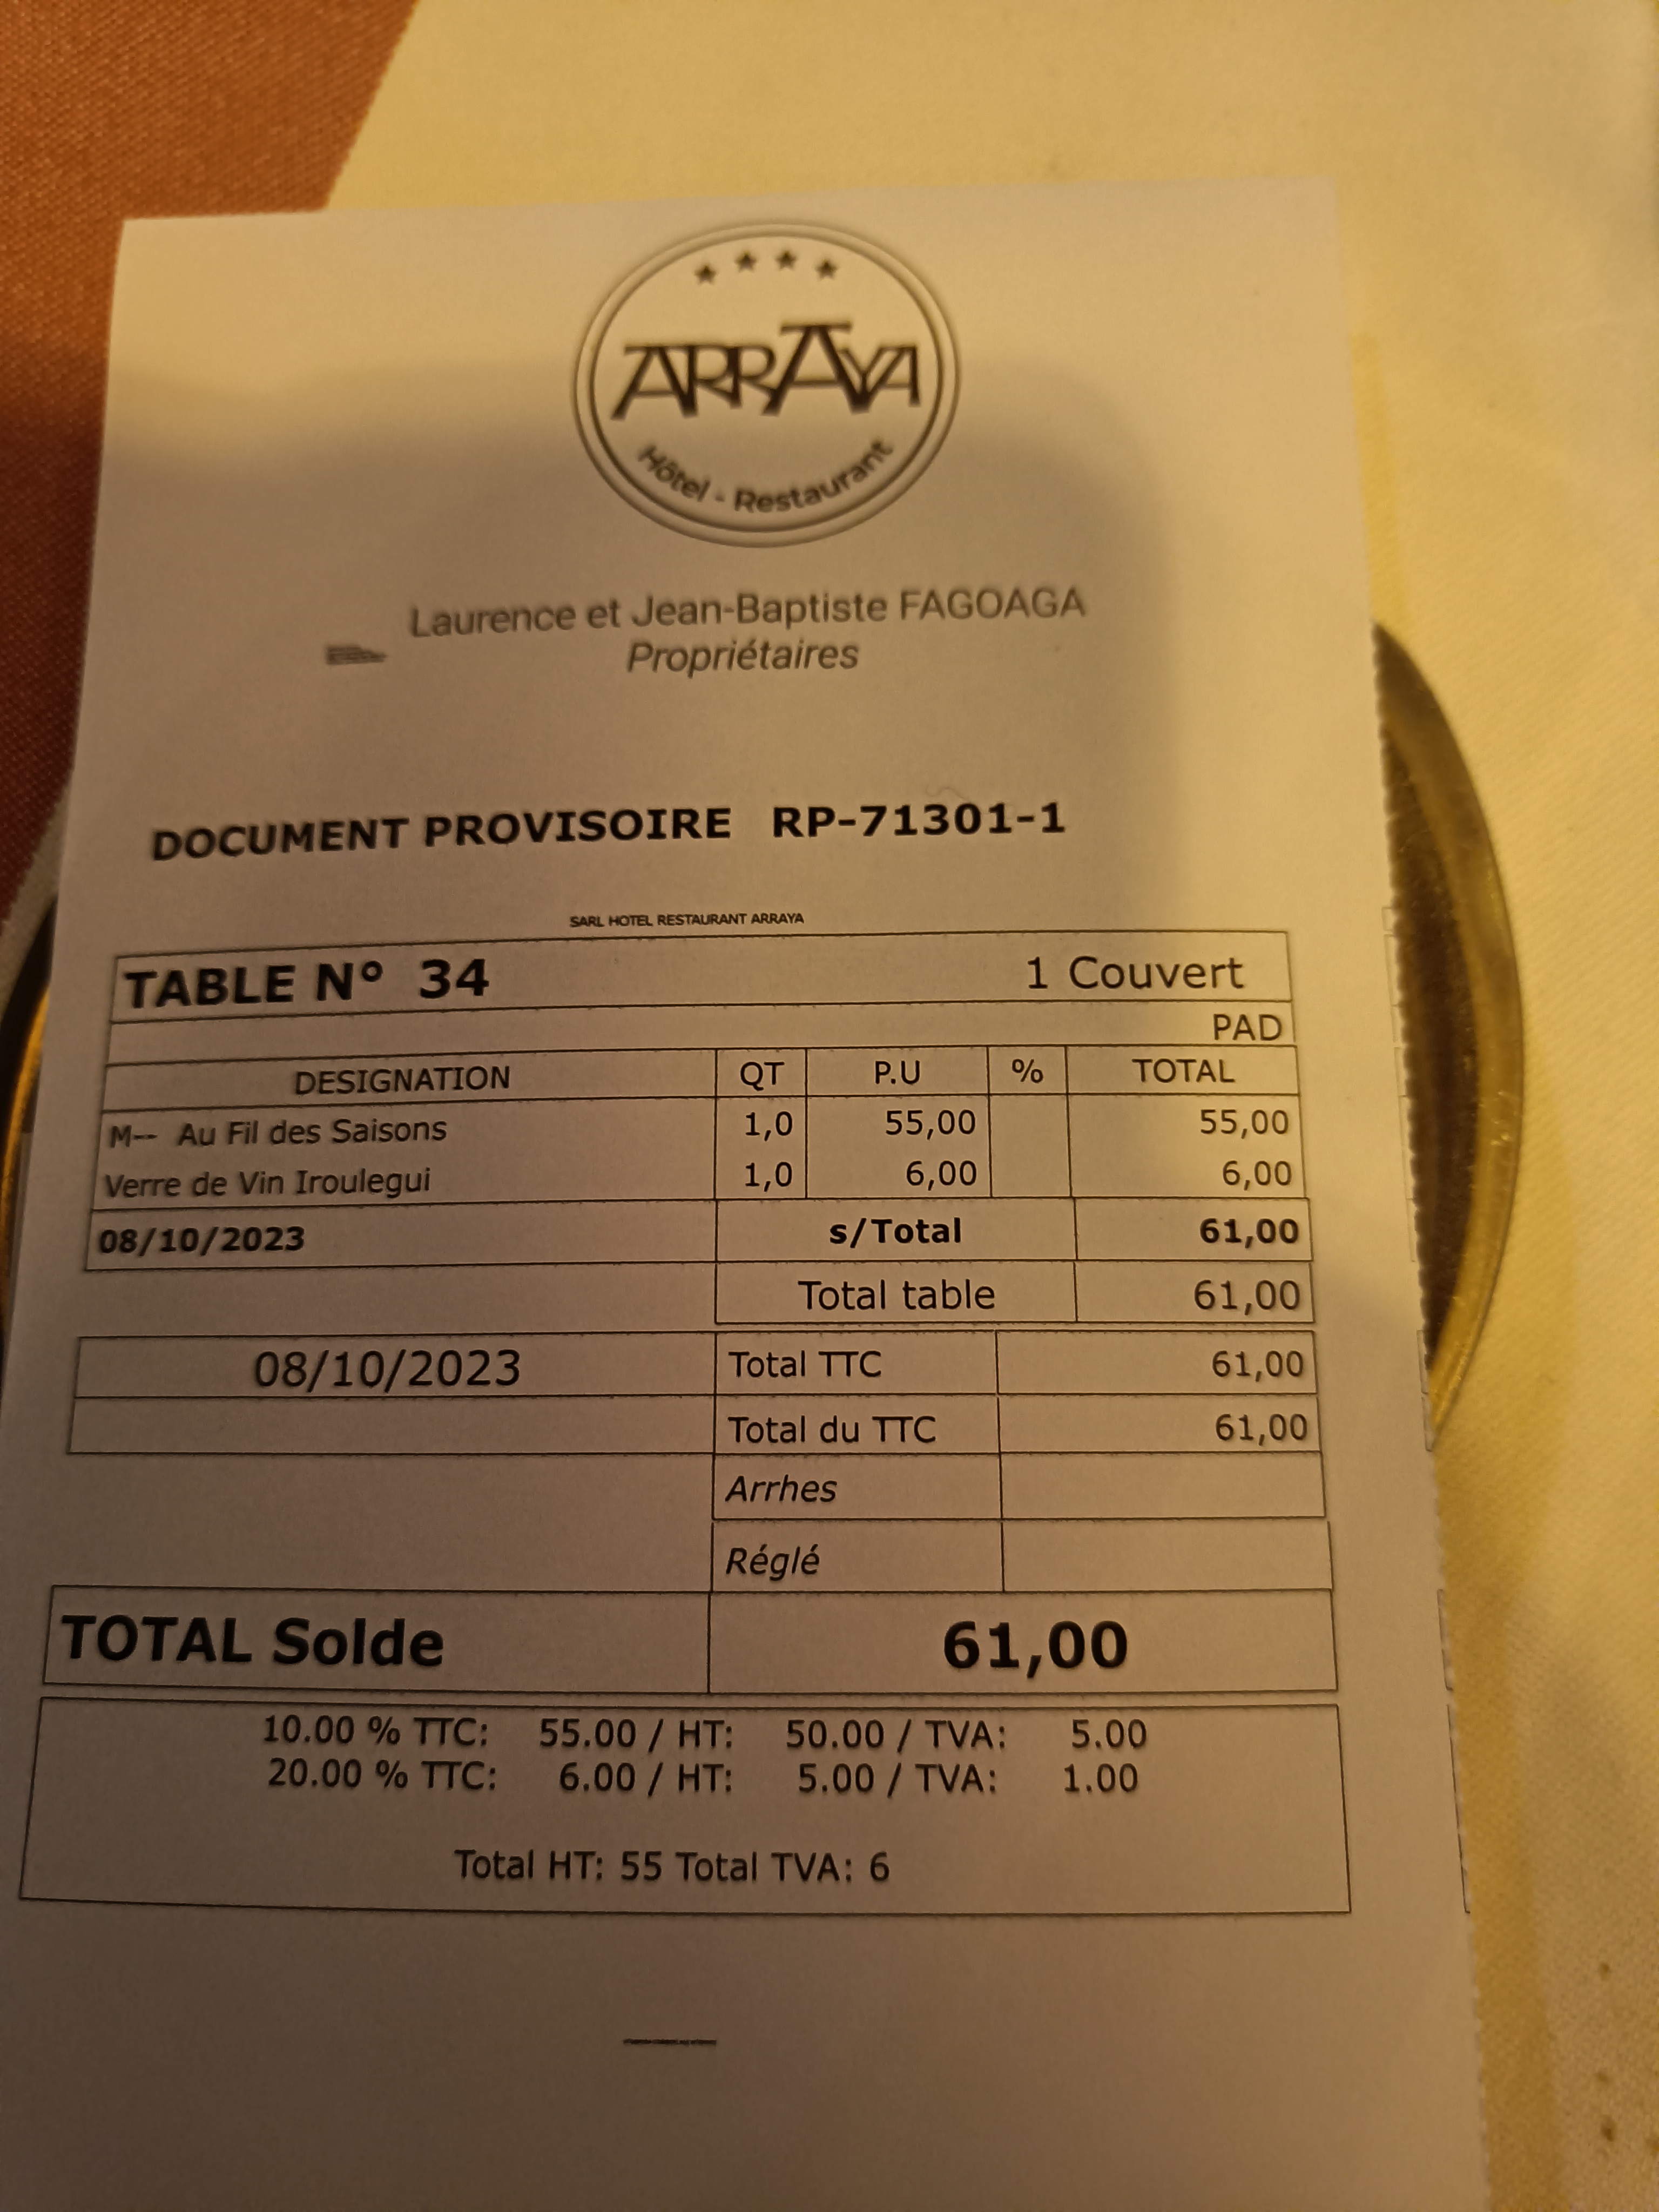 ARRAYA
Hôtel - Restaurant
Laurence et Jean-Baptiste FAGOAGA
Propriétaires
DOCUMENT PROVISOIRE RP-71301-1
SARL HOTEL RESTAURANT ARRAYA
TABLE N° 34 1 Couvert
PAD
DESIGNATION QT P.U % TOTAL
M-- Au Fil des Saisons 1,0 55,00 55,00
Verre de Vin Iroulegui 1,0 6,00 6,00
08/10/2023 s/Total 61,00
Total table 61,00
08/10/2023 Total TTC 61,00
Total du TTC 61,00
Arrhes
Réglé
TOTAL Solde 61,00
10.00 % TTC: 55.00 / HT: 50.00 / TVA: 5.00
20.00 % TTC: 6.00 / HT: 5.00 / TVA: 1.00
Total HT: 55 Total TVA: 6